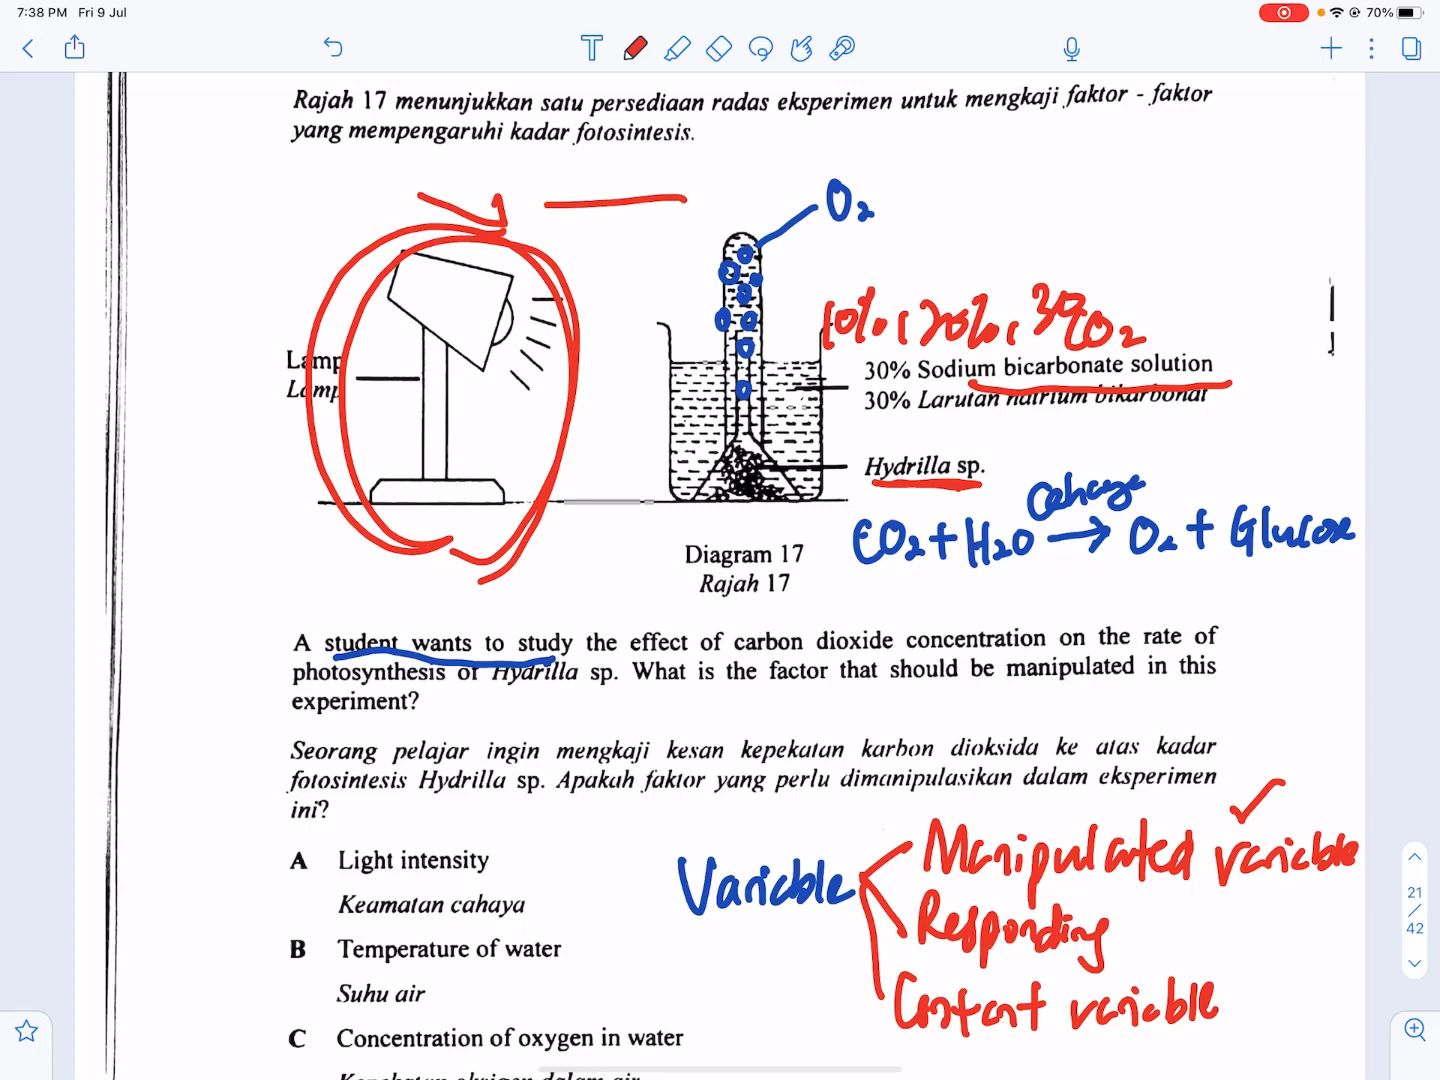 7:38 PM Fri 9 Jul
70%
T
Rajah 17 menunjukkan satu persediaan radas eksperimen untuk mengkaji faktor - faktor
yang mempengaruhi kadar fotosintesis.
O₂
10%, 20%, 30%
Lamp
Lamp
30% Sodium bicarbonate solution
30% Larutan natrium bikarbonat
Hydrilla sp.
Cahaya
CO₂ + H₂O → O₂ + Glucose
Diagram 17
Rajah 17
A student wants to study the effect of carbon dioxide concentration on the rate of
photosynthesis of Hydrilla sp. What is the factor that should be manipulated in this
experiment?
Seorang pelajar ingin mengkaji kesan kepekatan karbon dioksida ke atas kadar
fotosintesis Hydrilla sp. Apakah faktor yang perlu dimanipulasikan dalam eksperimen
ini?
A Light intensity
Keamatan cahaya
B Temperature of water
Suhu air
C Concentration of oxygen in water
Kepekatan oksigen dalam air
Variable
Manipulated variable
Responding
Constant variable
21
/
42